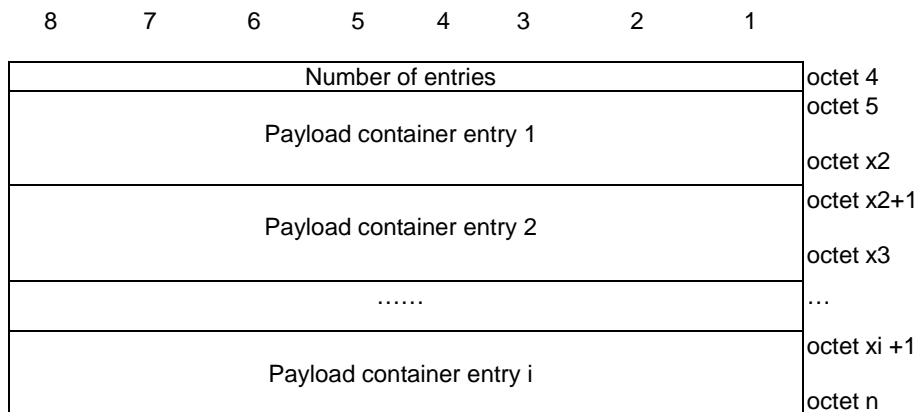 8 7 6 5 4 3 2 1
Number of entries octet 4
octet 5
Payload container entry 1
octet x2
octet x2+1
Payload container entry 2
octet x3
…… …
octet xi +1
Payload container entry i
octet n